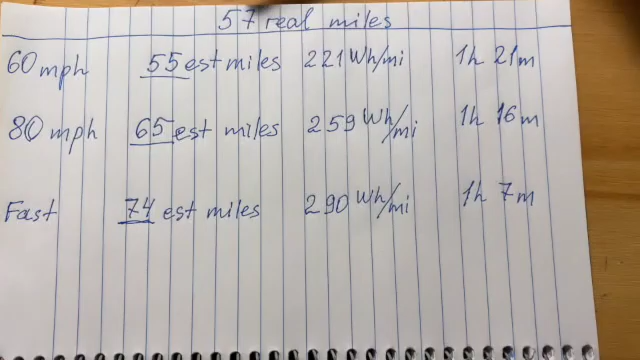 57 real miles
60 mph 55 est miles 221 Wh/mi 1h 21m
80 mph 65 est miles 259 Wh/mi 1h 16m
Fast 74 est miles 290 Wh/mi 1h 7m